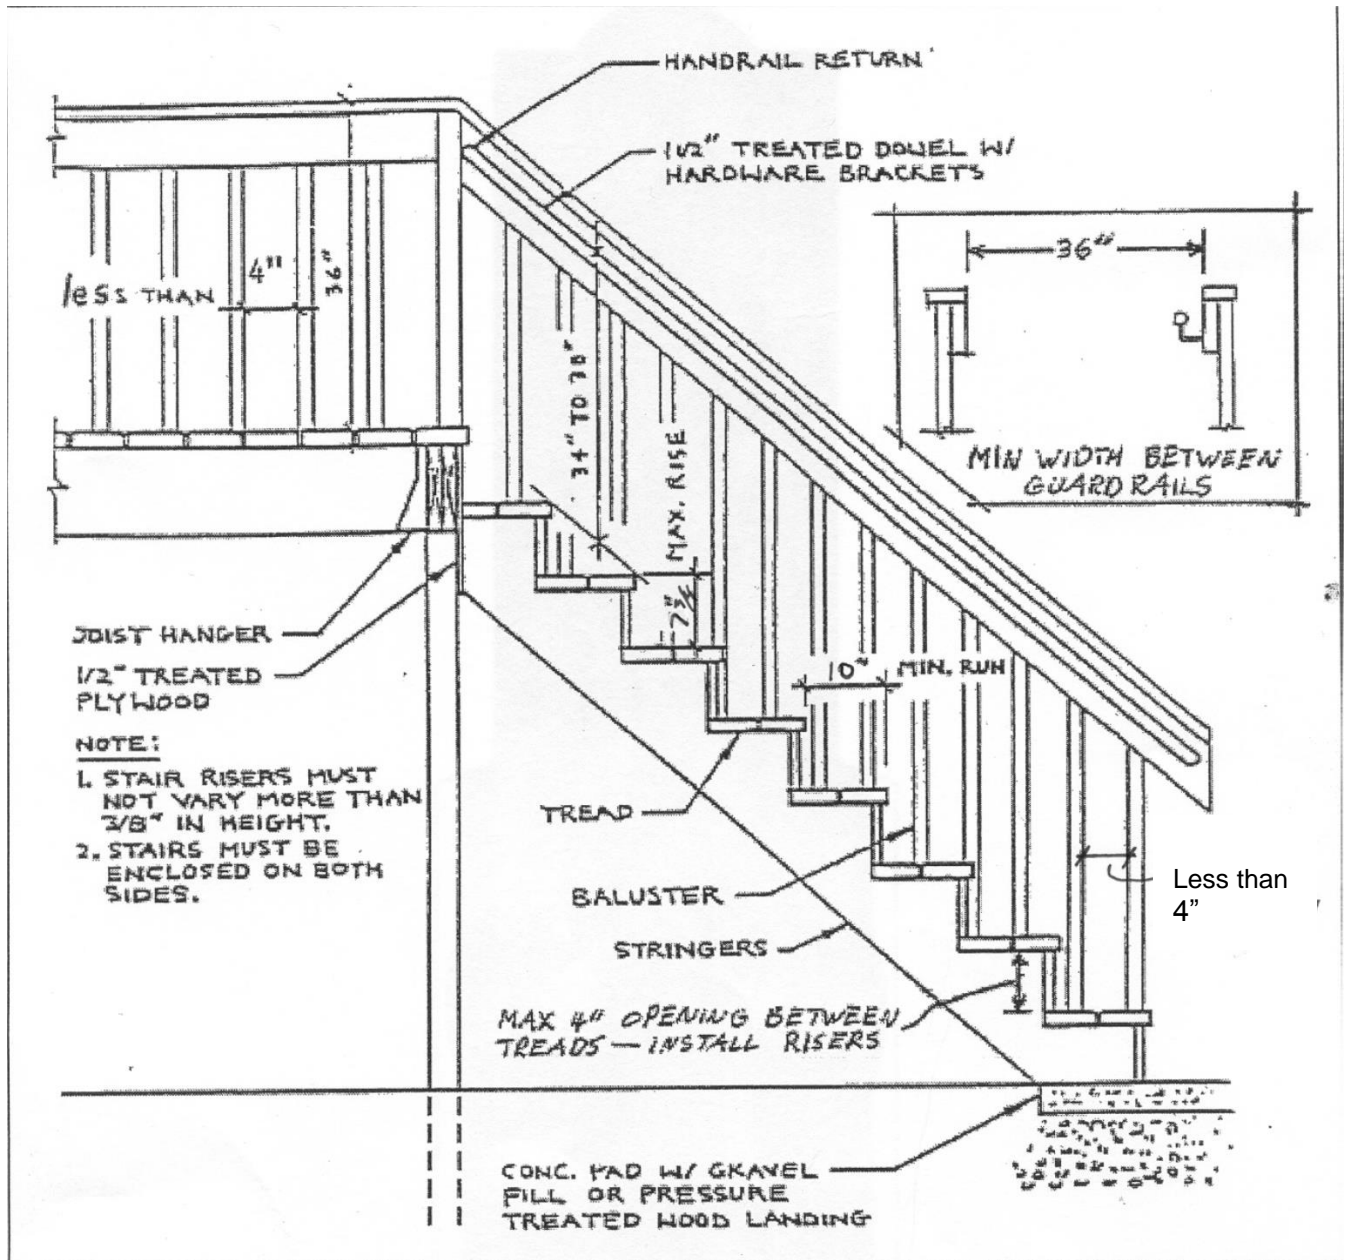 HANDRAIL RETURN
1 1/2" TREATED DOWEL W/
HARDWARE BRACKETS
36"
MIN WIDTH BETWEEN
GUARD RAILS
less THAN
4"
36"
34" TO 38"
MAX. RISE
7 3/4"
10" MIN. RUN
JOIST HANGER
1/2" TREATED
PLYWOOD
NOTE:
1. STAIR RISERS MUST
NOT VARY MORE THAN
3/8" IN HEIGHT.
2. STAIRS MUST BE
ENCLOSED ON BOTH
SIDES.
TREAD
BALUSTER
STRINGERS
Less than
4”
MAX 4" OPENING BETWEEN
TREADS — INSTALL RISERS
CONC. PAD W/ GRAVEL
FILL OR PRESSURE
TREATED WOOD LANDING